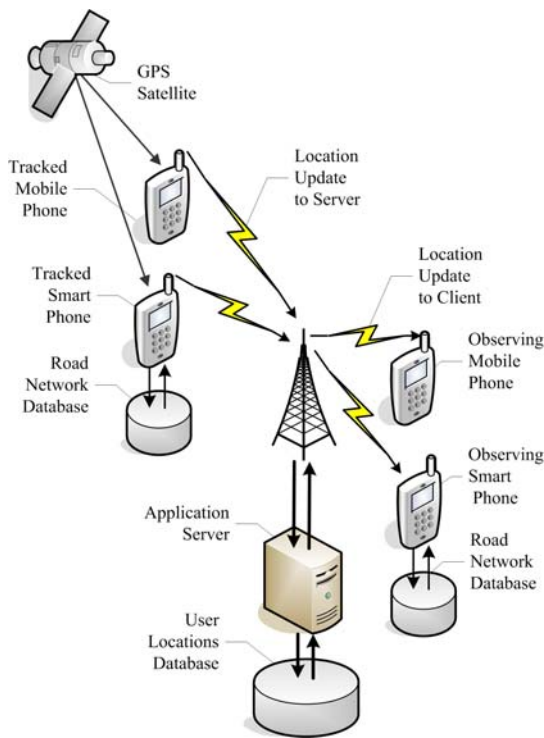 GPS
Satellite
Tracked
Mobile
Phone
Location
Update
to Server
Tracked
Smart
Phone
Location
Update
to Client
Road
Network
Database
Observing
Mobile
Phone
Observing
Smart
Phone
Application
Server
Road
Network
Database
User
Locations
Database